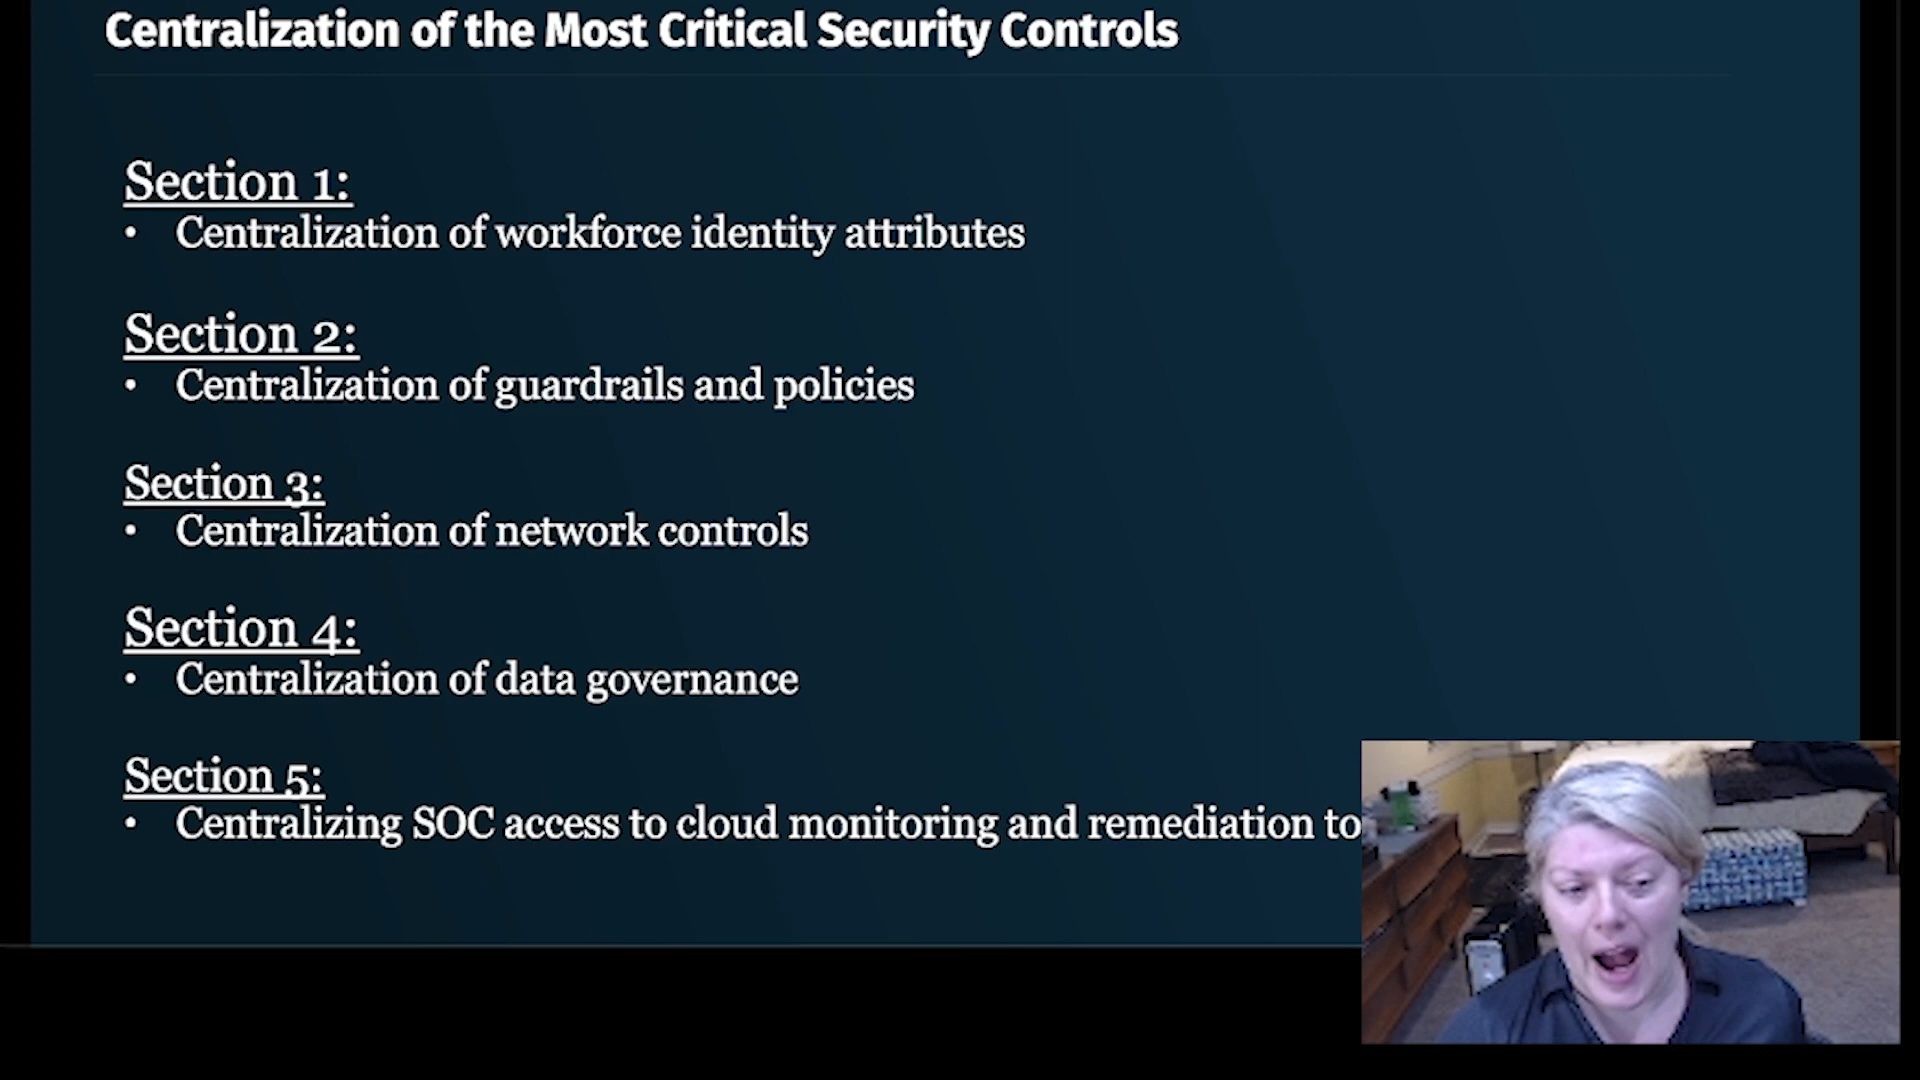 Centralization of the Most Critical Security Controls
Section 1:
• Centralization of workforce identity attributes
Section 2:
• Centralization of guardrails and policies
Section 3:
• Centralization of network controls
Section 4:
• Centralization of data governance
Section 5:
• Centralizing SOC access to cloud monitoring and remediation